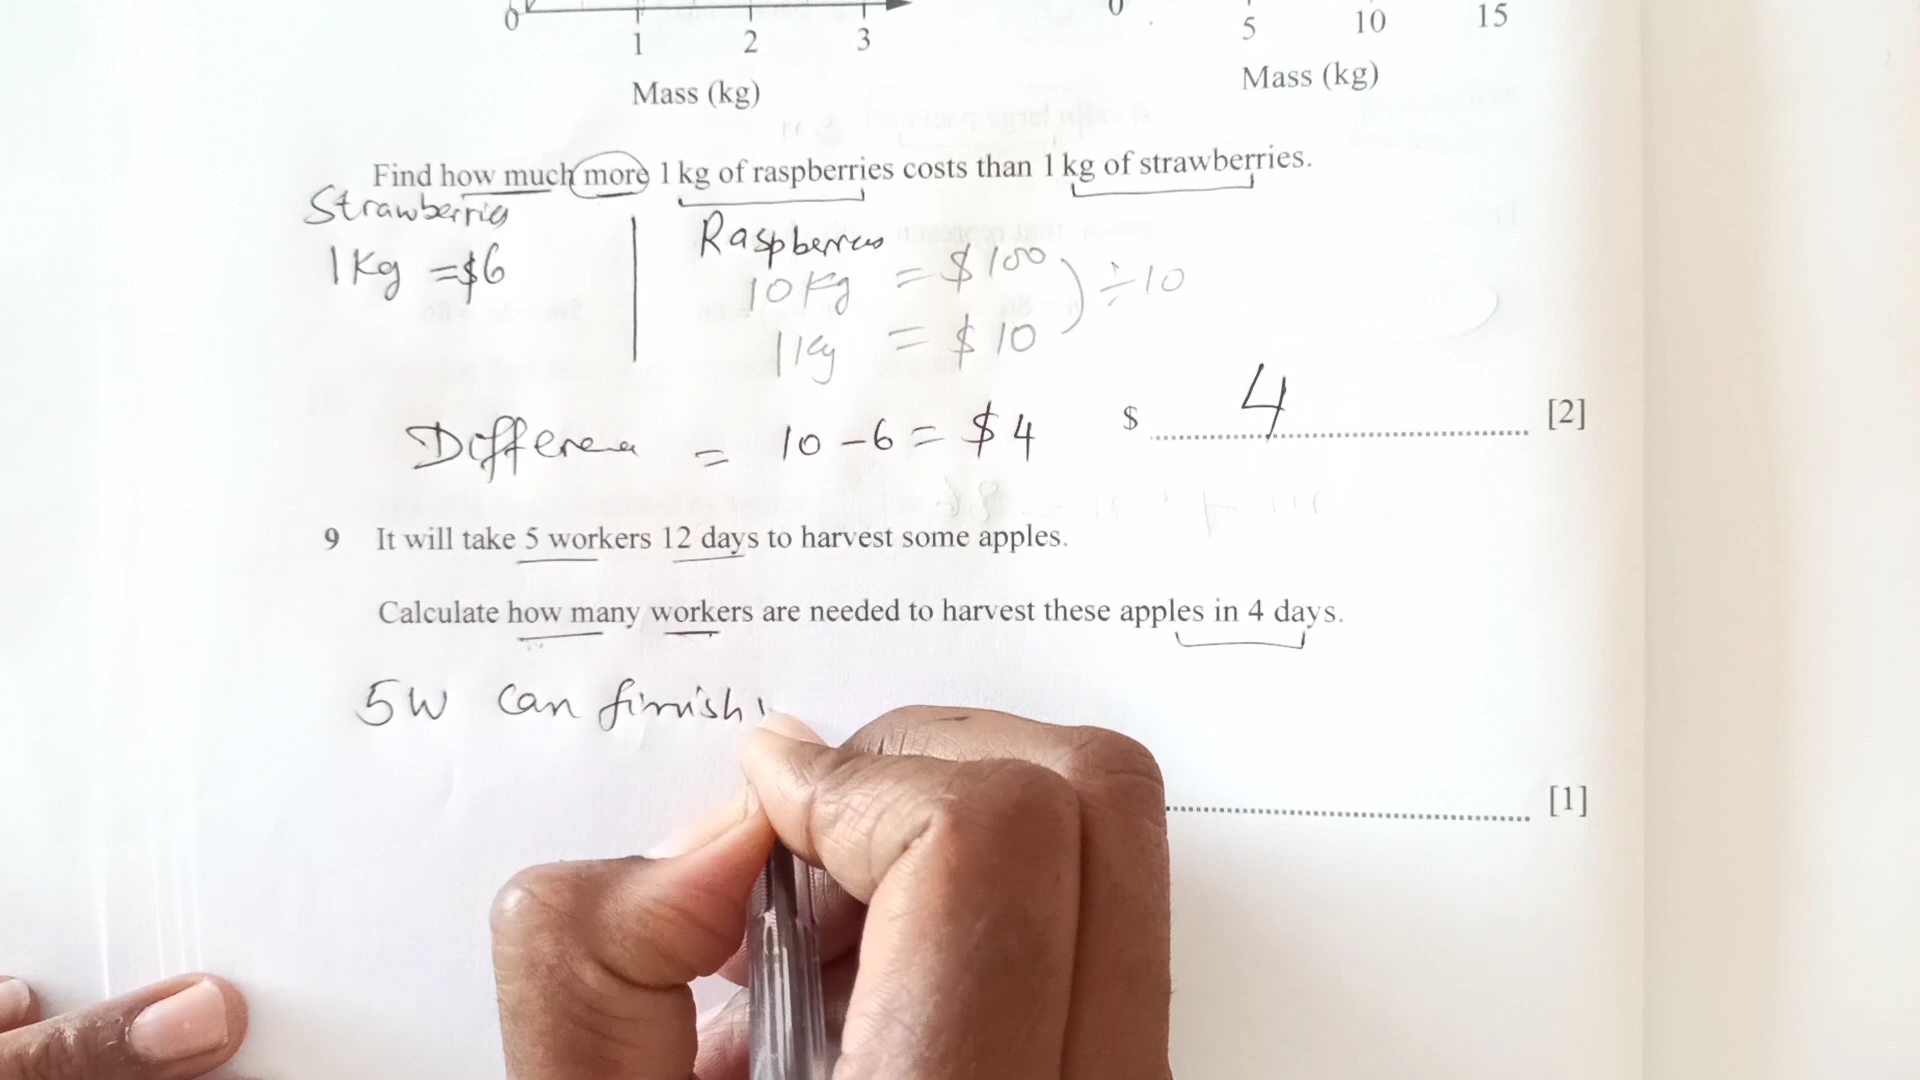 0 1 2 3
Mass (kg)
0 5 10 15
Mass (kg)
Find how much more 1 kg of raspberries costs than 1 kg of strawberries.
Strawberries
1Kg = $6
Raspberries
10Kg = $100
÷10
1Kg = $10
= 10 - 6 = $4
$ 4 [2]
9 It will take 5 workers 12 days to harvest some apples.
Calculate how many workers are needed to harvest these apples in 4 days.
5W can finish
[1]